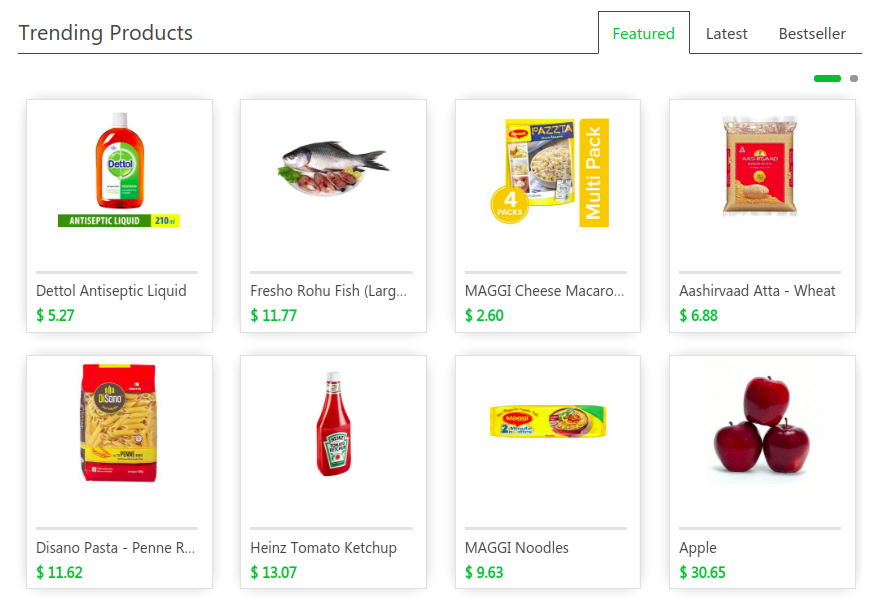 Trending Products
Featured
Latest
Bestseller
Dettol
ANTISEPTIC LIQUID 210ml
PAZZTA
4
PACKS
Multi Pack
AASHIRVAAD
Dettol Antiseptic Liquid
Fresho Rohu Fish (Larg...
MAGGI Cheese Macaro...
Aashirvaad Atta - Wheat
$ 5.27
$ 11.77
$ 2.60
$ 6.88
DiSano
PENNE
HEINZ
TOMATO
KETCHUP
Maggi
2-Minute
Disano Pasta - Penne R...
Heinz Tomato Ketchup
MAGGI Noodles
Apple
$ 11.62
$ 13.07
$ 9.63
$ 30.65